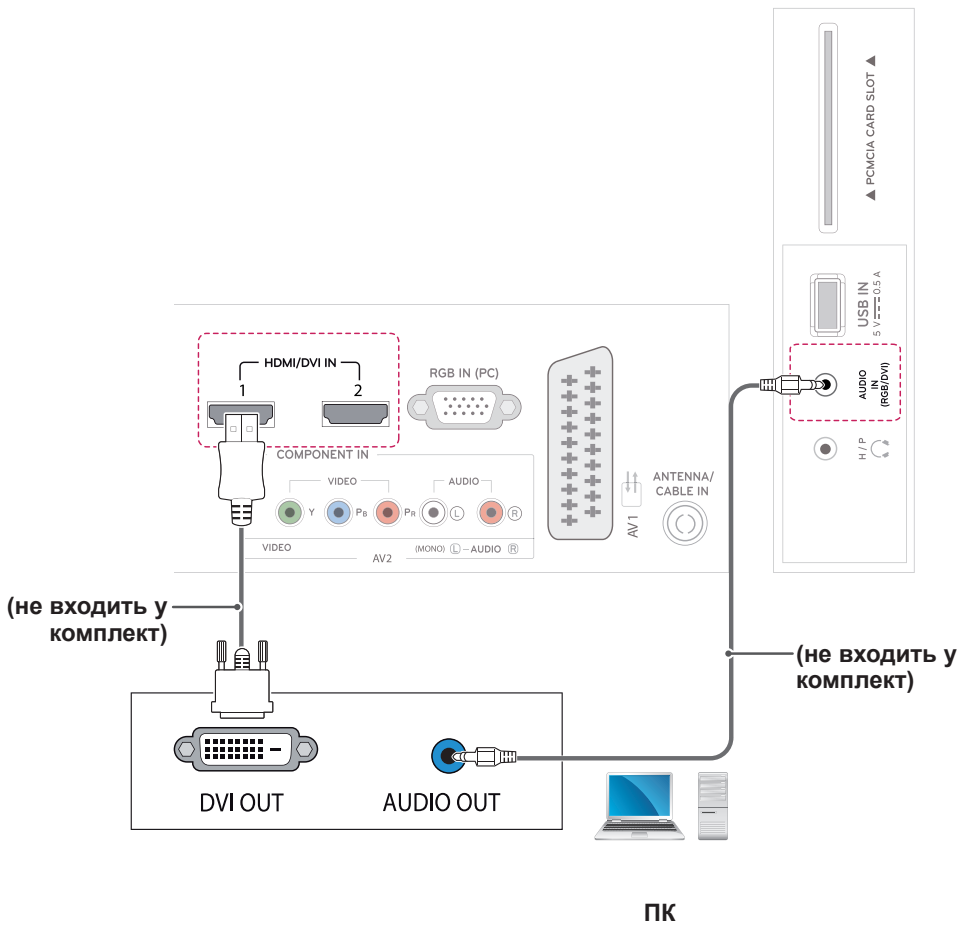 ▲ PCMCIA CARD SLOT ▲
USB IN
5 V 0.5 A
AUDIO
IN
(RGB/DVI)
H / P
HDMI/DVI IN
1
2
RGB IN (PC)
COMPONENT IN
VIDEO
AUDIO
Y
PB
PR
L
R
VIDEO
AV2
(MONO) L – AUDIO R
AV1
ANTENNA/
CABLE IN
(не входить у
комплект)
(не входить у
комплект)
DVI OUT
AUDIO OUT
ПК